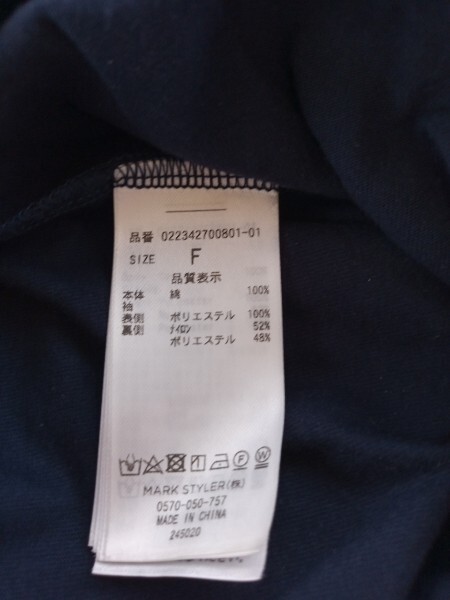 品番 022342700801-01
SIZE F
品質表示
本体 綿 100%
袖
表側 ポリエステル 100%
裏側 ナイロン 52%
ポリエステル 48%
F W
MARK STYLER(株)
0570-050-757
MADE IN CHINA
245020